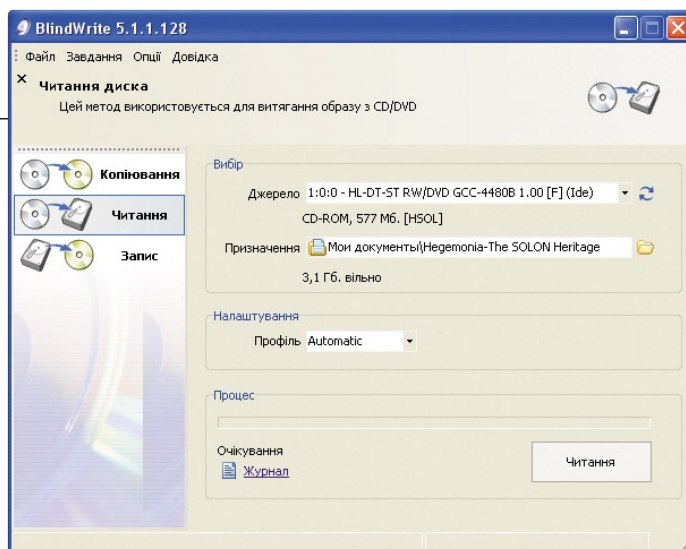 BlindWrite 5.1.1.128
Файл Завдання Опції Довідка
Читання диска
Цей метод використовується для витягання образу з CD/DVD
Копіювання
Читання
Запис
Вибір
Джерело 1:0:0 - HL-DT-ST RW/DVD GCC-4480B 1.00 [F] (Ide)
CD-ROM, 577 Мб. [HSOL]
Призначення Мои документы\Hegemonia-The SOLON Heritage
3,1 Гб. вільно
Налаштування
Профіль Automatic
Процес
Очікування
Журнал
Читання